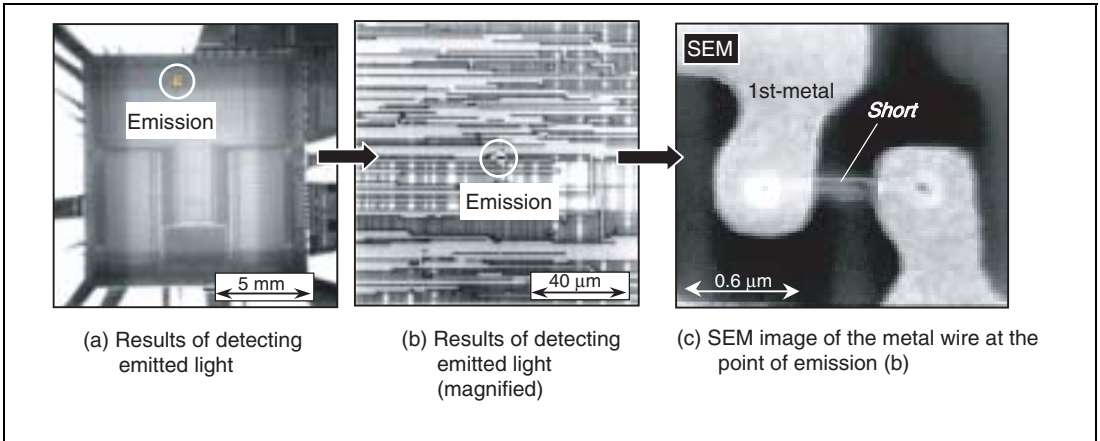 Emission
5 mm
(a) Results of detecting
emitted light
Emission
40 µm
(b) Results of detecting
emitted light
(magnified)
SEM
1st-metal
Short
0.6 µm
(c) SEM image of the metal wire at the
point of emission (b)